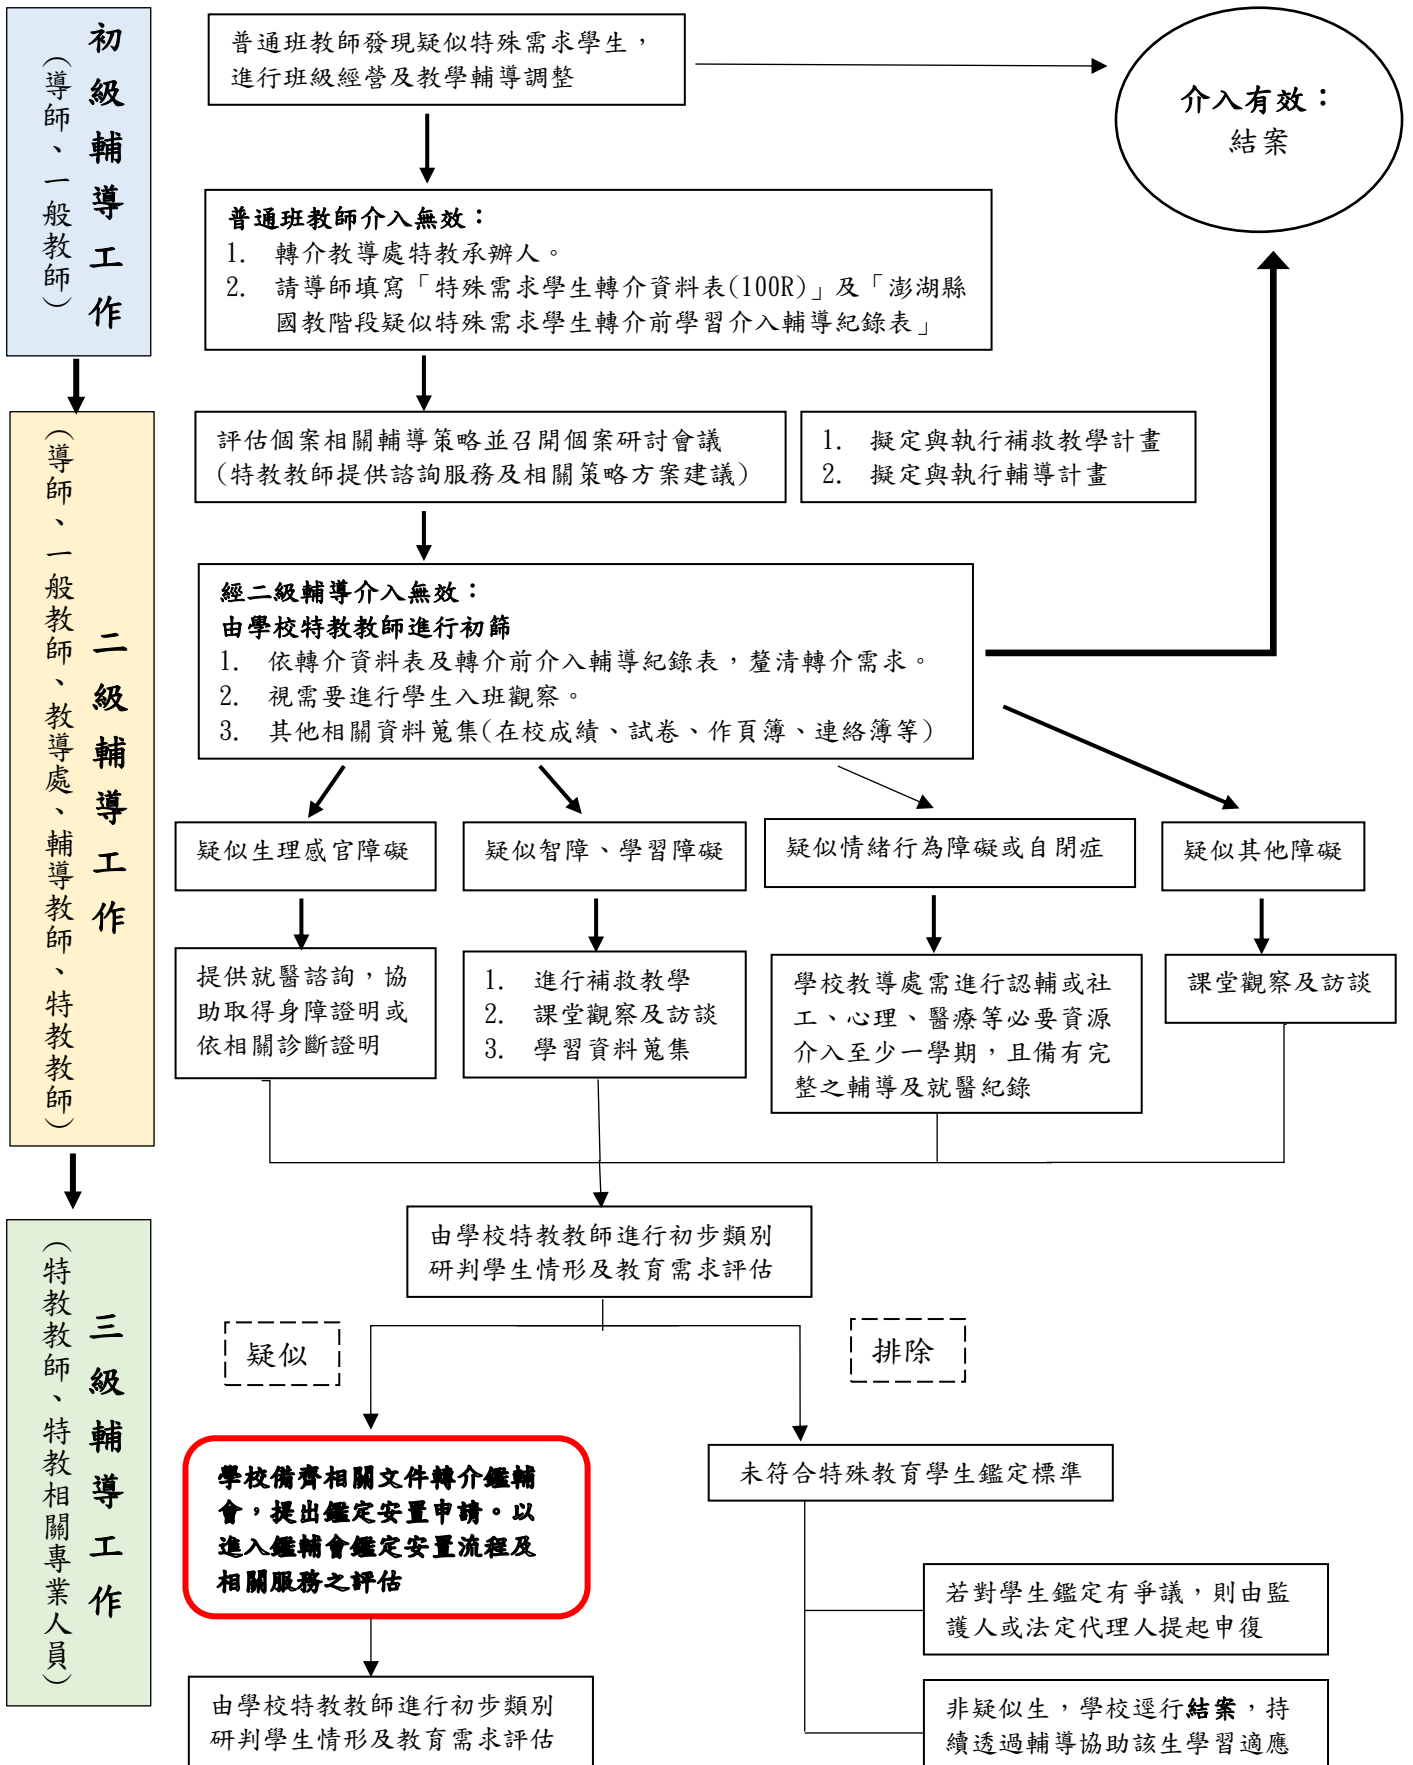 初級輔導工作
（導師、一般教師）
普通班教師發現疑似特殊需求學生，
進行班級經營及教學輔導調整
介入有效：
結案
普通班教師介入無效：
1. 轉介教導處特教承辦人。
2. 請導師填寫「特殊需求學生轉介資料表(100R)」及「澎湖縣
國教階段疑似特殊需求學生轉介前學習介入輔導紀錄表」
二級輔導工作
（導師、一般教師、教導處、輔導教師、特教教師）
評估個案相關輔導策略並召開個案研討會議
(特教教師提供諮詢服務及相關策略方案建議)
1. 擬定與執行補救教學計畫
2. 擬定與執行輔導計畫
經二級輔導介入無效：
由學校特教教師進行初篩
1. 依轉介資料表及轉介前介入輔導紀錄表，釐清轉介需求。
2. 視需要進行學生入班觀察。
3. 其他相關資料蒐集(在校成績、試卷、作頁簿、連絡簿等)
疑似生理感官障礙
疑似智障、學習障礙
疑似情緒行為障礙或自閉症
疑似其他障礙
提供就醫諮詢，協
助取得身障證明或
依相關診斷證明
1. 進行補救教學
2. 課堂觀察及訪談
3. 學習資料蒐集
學校教導處需進行認輔或社
工、心理、醫療等必要資源
介入至少一學期，且備有完
整之輔導及就醫紀錄
課堂觀察及訪談
三級輔導工作
（特教教師、特教相關專業人員）
由學校特教教師進行初步類別
研判學生情形及教育需求評估
疑似
排除
學校備齊相關文件轉介鑑輔
會，提出鑑定安置申請。以
進入鑑輔會鑑定安置流程及
相關服務之評估
未符合特殊教育學生鑑定標準
若對學生鑑定有爭議，則由監
護人或法定代理人提起申復
由學校特教教師進行初步類別
研判學生情形及教育需求評估
非疑似生，學校逕行結案，持
續透過輔導協助該生學習適應